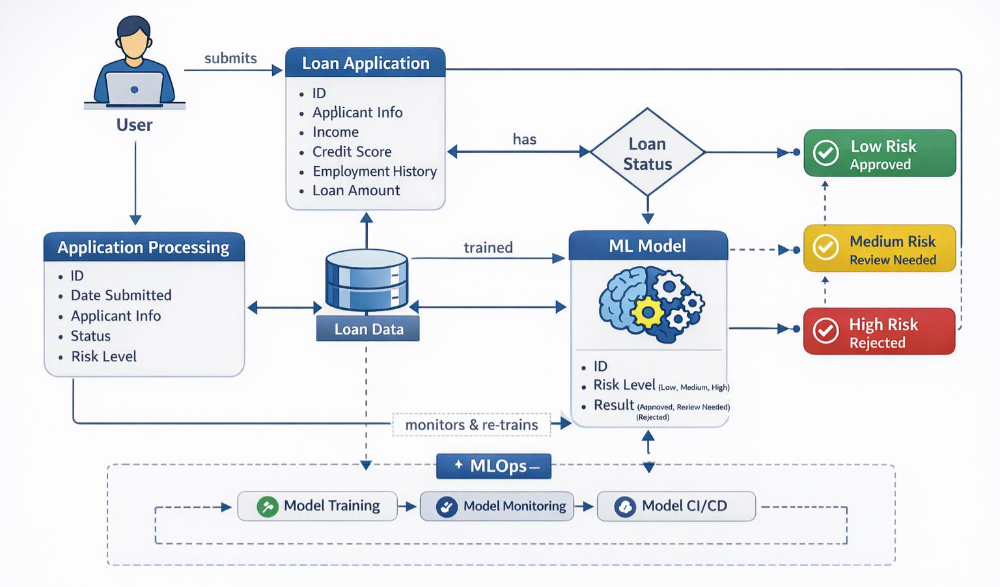 submits
User
Loan Application
• ID
• Applicant Info
• Income
• Credit Score
• Employment History
• Loan Amount
has
Loan
Status
Low Risk
Approved
Application Processing
• ID
• Date Submitted
• Applicant Info
• Status
• Risk Level
Loan Data
trained
ML Model
• ID
• Risk Level (Low, Medium, High)
• Result (Aaproved, Review Needed)
(Rejected)
Medium Risk
Review Needed
High Risk
Rejected
monitors & re-trains
MLOps–
Model Training
Model Monitoring
Model CI/CD